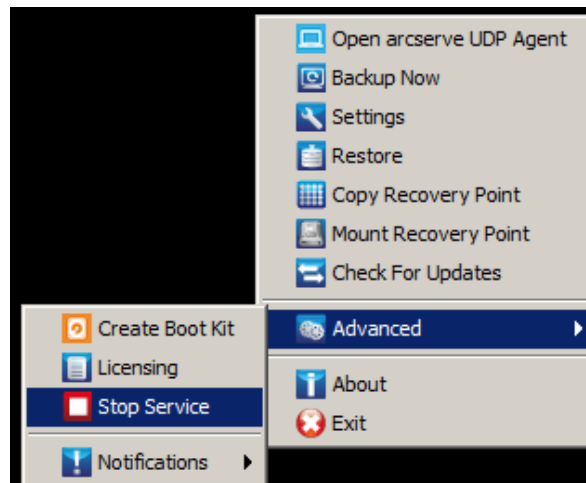 Open arcserve UDP Agent
Backup Now
Settings
Restore
Copy Recovery Point
Mount Recovery Point
Check For Updates
Advanced
Create Boot Kit
Licensing
Stop Service
Notifications
About
Exit